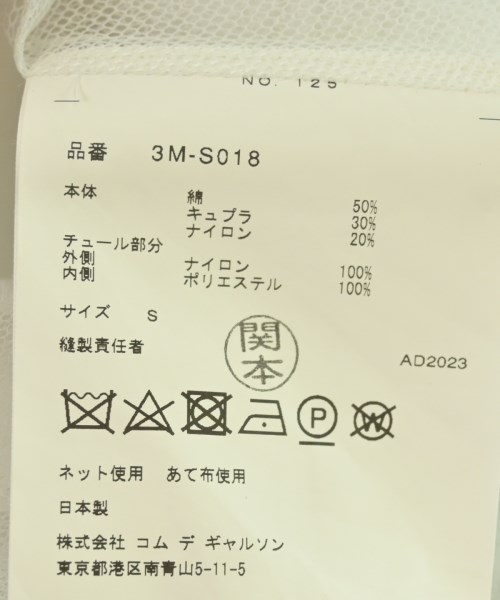 NO. 125
品番 3M-S018
本体 綿 50%
キュプラ 30%
ナイロン 20%
チュール部分
外側 ナイロン 100%
内側 ポリエステル 100%
サイズ S
縫製責任者 関本
AD2023
P W
ネット使用 あて布使用
日本製
株式会社 コム デ ギャルソン
東京都港区南青山5-11-5